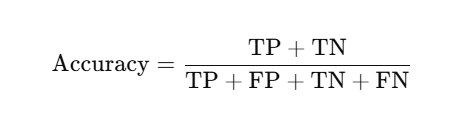 Accuracy = TP + TN / TP + FP + TN + FN